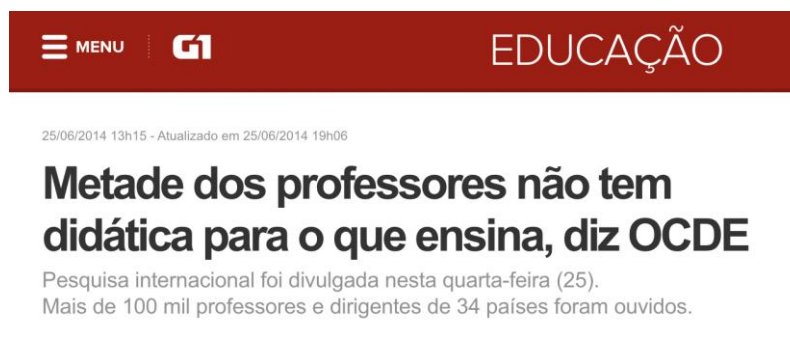 MENU G1 EDUCAÇÃO
25/06/2014 13h15 - Atualizado em 25/06/2014 19h06
Metade dos professores não tem
didática para o que ensina, diz OCDE
Pesquisa internacional foi divulgada nesta quarta-feira (25).
Mais de 100 mil professores e dirigentes de 34 países foram ouvidos.